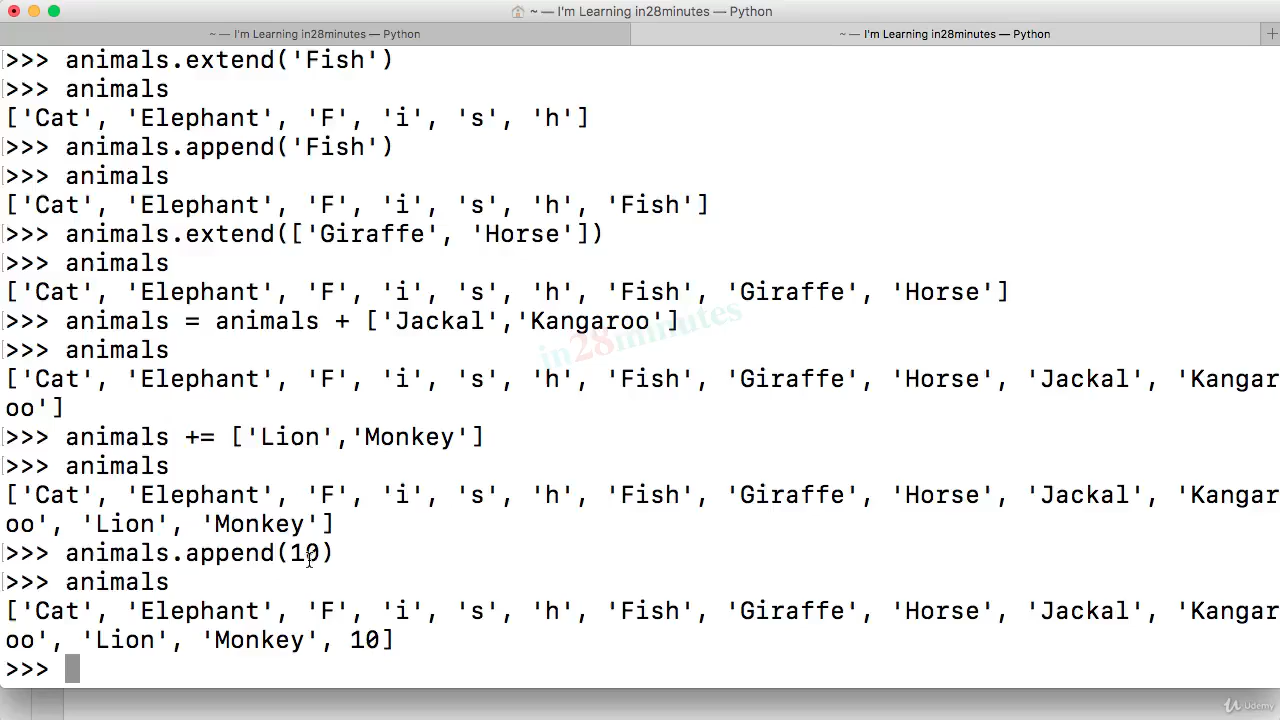 ~ — I'm Learning in28minutes — Python
~ — I'm Learning in28minutes — Python
~ — I'm Learning in28minutes — Python
>>> animals.extend('Fish')
>>> animals
['Cat', 'Elephant', 'F', 'i', 's', 'h']
>>> animals.append('Fish')
>>> animals
['Cat', 'Elephant', 'F', 'i', 's', 'h', 'Fish']
>>> animals.extend(['Giraffe', 'Horse'])
>>> animals
['Cat', 'Elephant', 'F', 'i', 's', 'h', 'Fish', 'Giraffe', 'Horse']
>>> animals = animals + ['Jackal','Kangaroo']
>>> animals
['Cat', 'Elephant', 'F', 'i', 's', 'h', 'Fish', 'Giraffe', 'Horse', 'Jackal', 'Kangar
oo']
>>> animals += ['Lion','Monkey']
>>> animals
['Cat', 'Elephant', 'F', 'i', 's', 'h', 'Fish', 'Giraffe', 'Horse', 'Jackal', 'Kangar
oo', 'Lion', 'Monkey']
>>> animals.append(10)
>>> animals
['Cat', 'Elephant', 'F', 'i', 's', 'h', 'Fish', 'Giraffe', 'Horse', 'Jackal', 'Kangar
oo', 'Lion', 'Monkey', 10]
>>>
in28minutes
Udemy